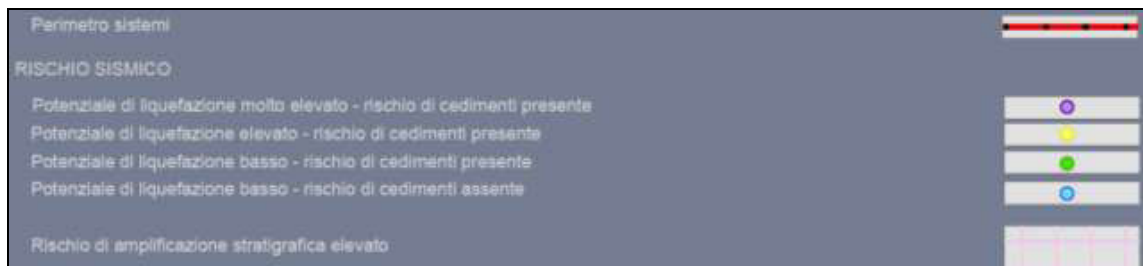 Perimetro sistemi
RISCHIO SISMICO
Potenziale di liquefazione molto elevato - rischio di cedimenti presente
Potenziale di liquefazione elevato - rischio di cedimenti presente
Potenziale di liquefazione basso - rischio di cedimenti presente
Potenziale di liquefazione basso - rischio di cedimenti assente
Rischio di amplificazione stratigrafica elevato